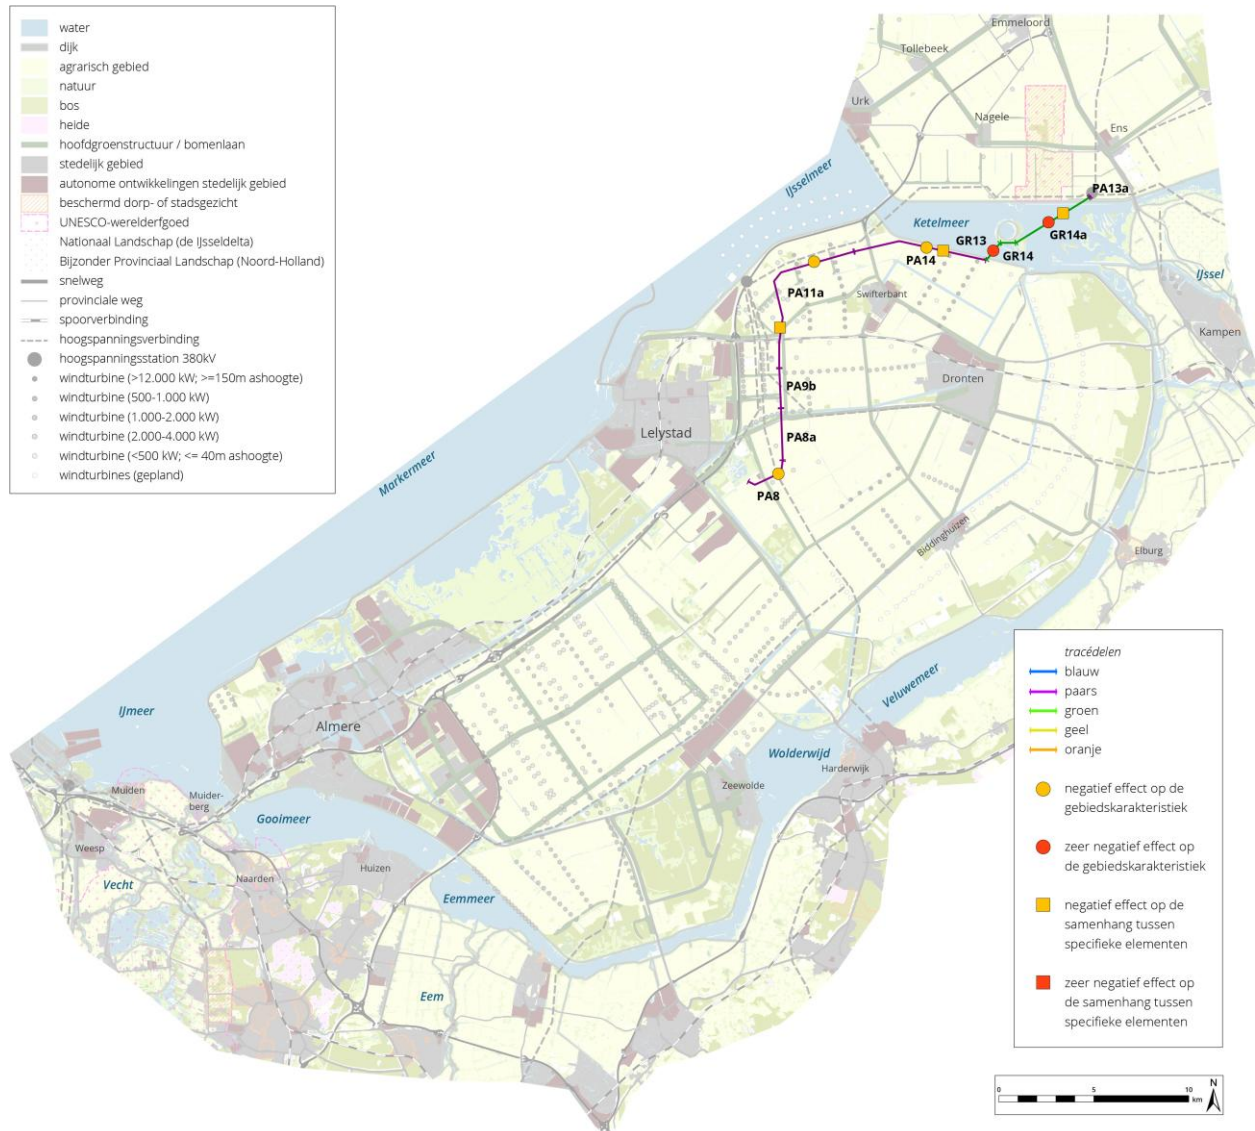 water
dijk
agrarisch gebied
natuur
bos
heide
hoofdgroenstructuur / bomenlaan
stedelijk gebied
autonome ontwikkelingen stedelijk gebied
beschermd dorp- of stadsgezicht
UNESCO-werelderfgoed
Nationaal Landschap (de IJsseldelta)
Bijzonder Provinciaal Landschap (Noord-Holland)
snelweg
provinciale weg
spoorverbinding
hoogspanningsverbinding
hoogspanningsstation 380kV
windturbine (>12.000 kW; >=150m ashoogte)
windturbine (500-1.000 kW)
windturbine (1.000-2.000 kW)
windturbine (2.000-4.000 kW)
windturbine (<500 kW; <= 40m ashoogte)
windturbines (gepland)
Emmeloord
Tollebeek
Urk
Nagele
Ens
IJsselmeer
PA13a
Ketelmeer
GR14a
GR13
GR14
PA14
IJssel
PA11a
Swifterbant
Kampen
PA9b
Dronten
Lelystad
PA8a
Markermeer
PA8
Biddinghuizen
Elburg
Veluwemeer
IJmeer
Almere
Wolderwijd
Harderwijk
Zeewolde
Muiden
Muider-
berg
Gooimeer
Weesp
Huizen
Naarden
Vecht
Eemmeer
Eem
tracédelen
blauw
paars
groen
geel
oranje
negatief effect op de
gebiedskarakteristiek
zeer negatief effect op
de gebiedskarakteristiek
negatief effect op de
samenhang tussen
specifieke elementen
zeer negatief effect op
de samenhang tussen
specifieke elementen
0 5 10
km
N